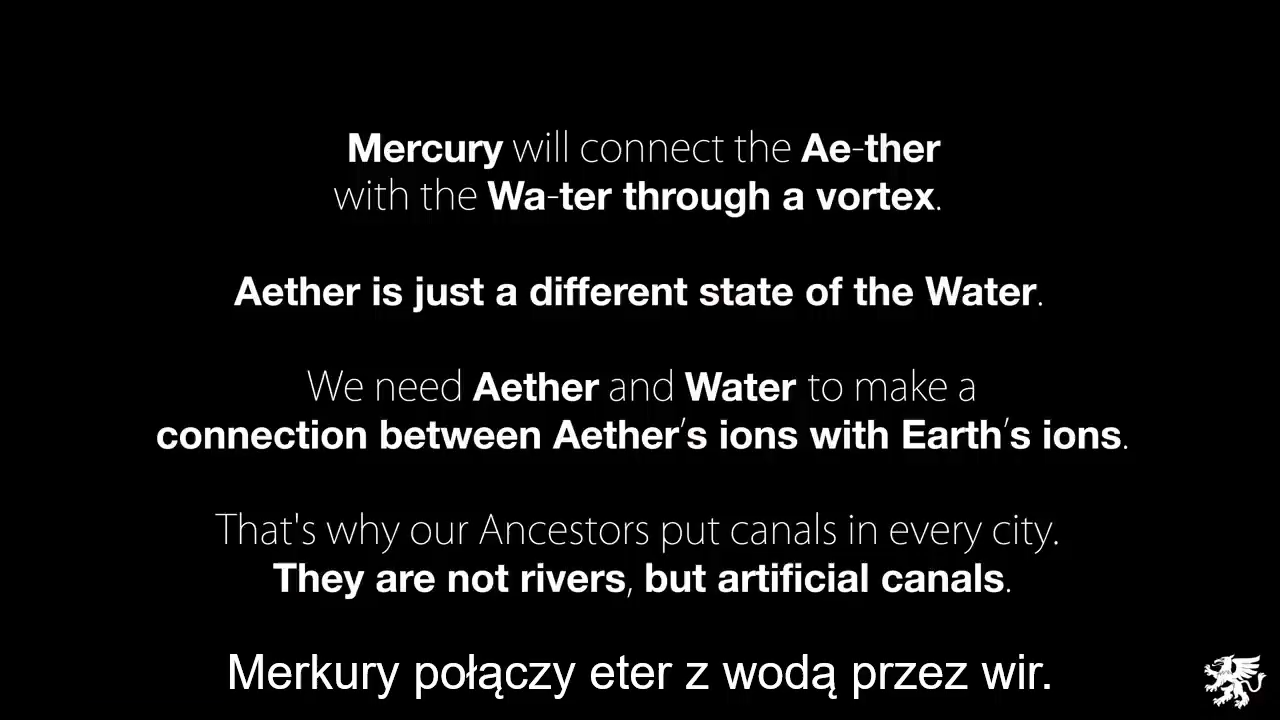 Mercury will connect the Ae-ther
with the Wa-ter through a vortex.
Aether is just a different state of the Water.
We need Aether and Water to make a
connection between Aether's ions with Earth's ions.
That's why our Ancestors put canals in every city.
They are not rivers, but artificial canals.
Merkury połączy eter z wodą przez wir.